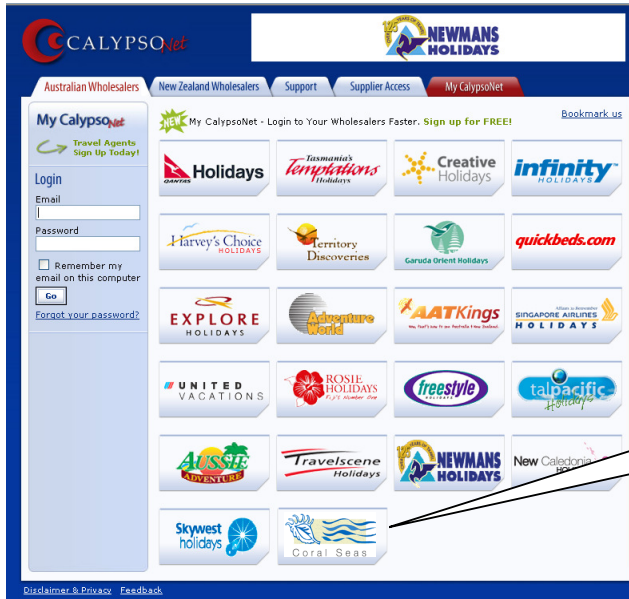 CALYPSONet
NEWMANS
HOLIDAYS
Australian Wholesalers
New Zealand Wholesalers
Support
Supplier Access
My CalypsoNet
My CalypsoNet
Travel Agents
Sign Up Today!
Login
Email
Password
Remember my
email on this computer
Go
Forgot your password?
NEW My CalypsoNet - Login to Your Wholesalers Faster. Sign up for FREE!
Bookmark us
QANTAS Holidays
Tasmania's
Temptations
Holidays
Creative
Holidays
infinity
HOLIDAYS
Harvey's Choice
HOLIDAYS
Territory
Discoveries
Garuda Orient Holidays
quickbeds.com
EXPLORE
HOLIDAYS
Adventure
World
AATKings
SINGAPORE AIRLINES
HOLIDAYS
UNITED
VACATIONS
ROSIE
HOLIDAYS
Fiji's Number One
freestyle
HOLIDAYS
talpacific
Holidays
AUSSIE
ADVENTURE
Travelscene
Holidays
NEWMANS
HOLIDAYS
New Caledonia
Skywest
holidays
Coral Seas
Disclaimer & Privacy
Feedback